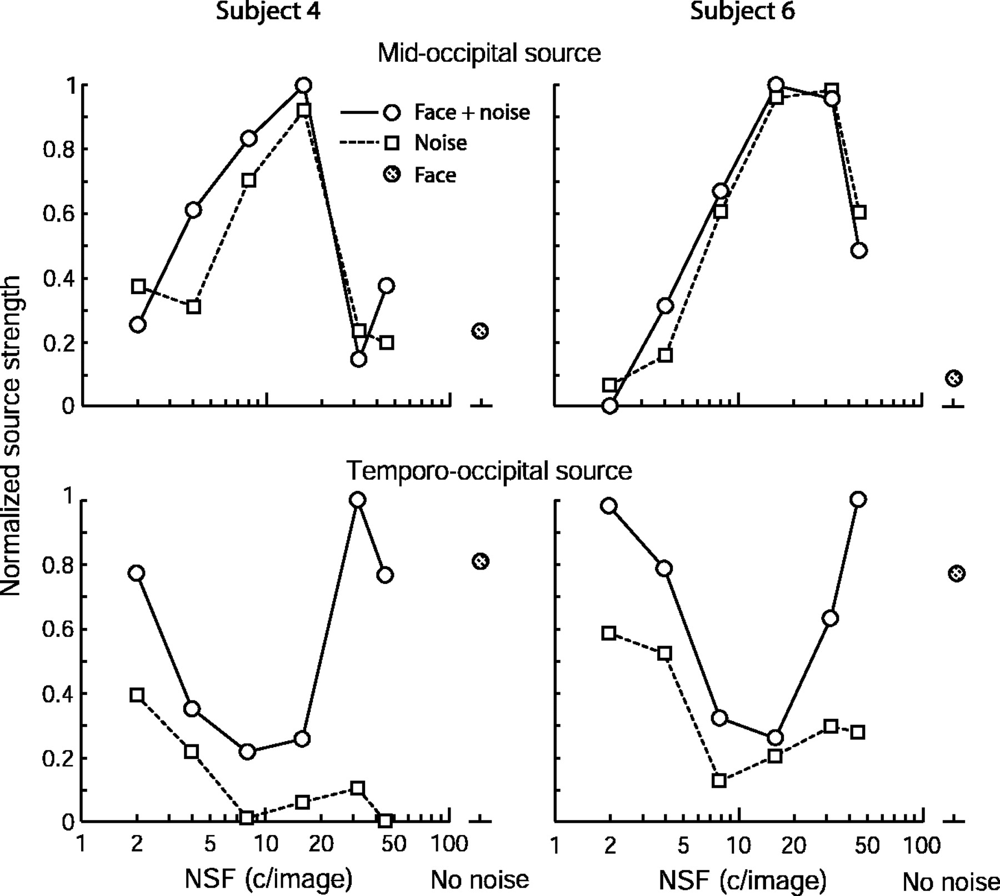 Subject 4
Subject 6
Mid-occipital source
1
0.8
0.6
0.4
0.2
0
Face + noise
Noise
Face
Normalized source strength
Temporo-occipital source
1
0.8
0.6
0.4
0.2
0
1 2 5 10 20 50 100
1 2 5 10 20 50 100
NSF (c/image)
No noise
NSF (c/image)
No noise